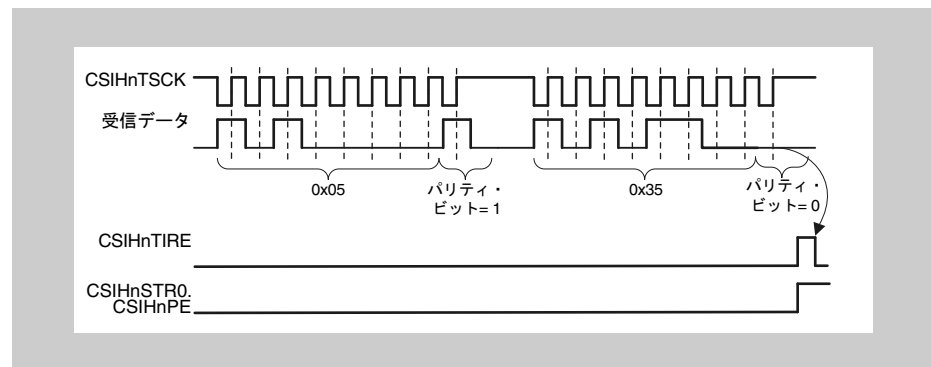 CSIHnTSCK
受信データ
0x05
パリティ・
ビット= 1
0x35
パリティ・
ビット= 0
CSIHnTIRE
CSIHnSTR0.
CSIHnPE